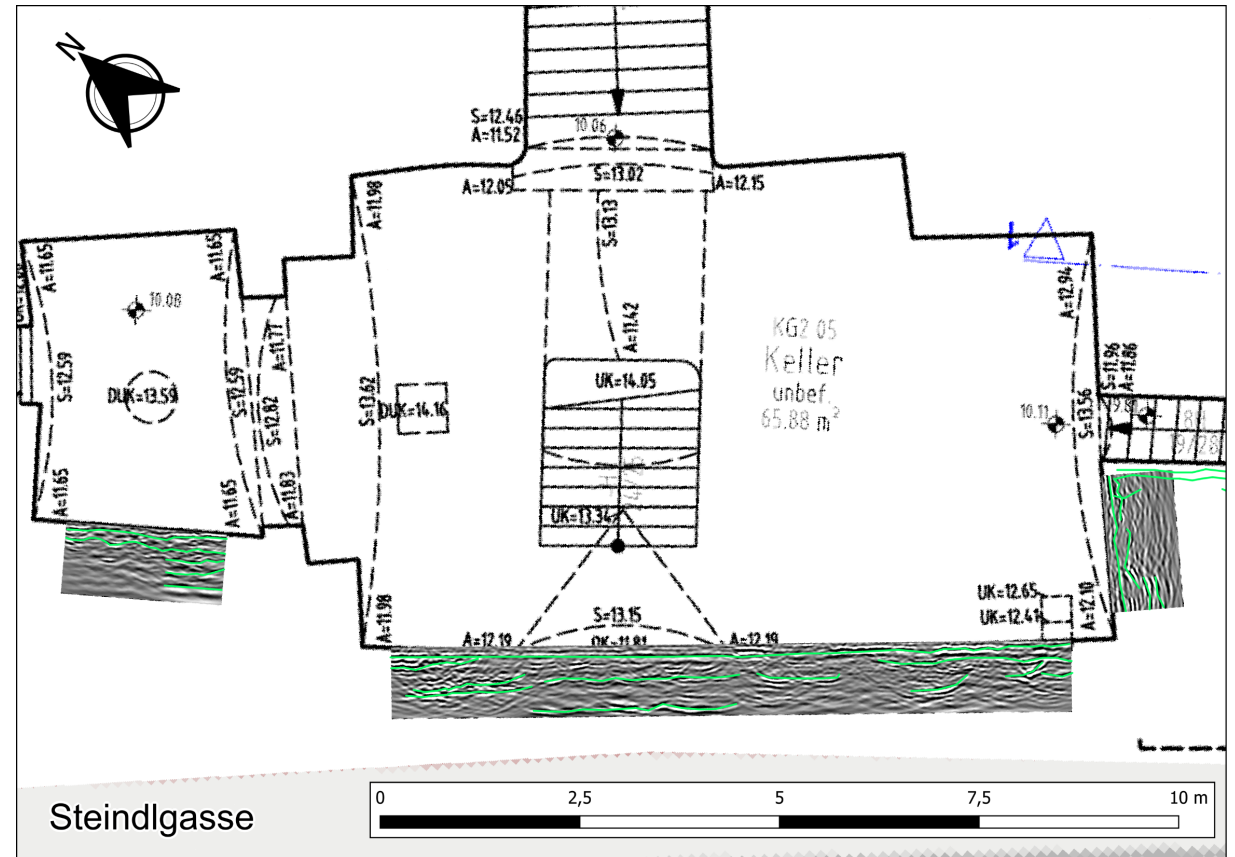 N
S=12.46
A=11.52
10.06
S=13.02
A=12.05
A=12.15
A=11.98
S=13.13
A=11.42
A=11.65
A=11.65
10.08
S=12.59
DUK=13.59
S=12.59
A=11.77
S=12.82
A=11.83
A=11.65
A=11.65
S=13.62
DUK=14.16
A=11.98
UK=14.05
UK=13.34
S=13.15
A=12.19
A=12.19
KG2 05
Keller
unbef.
65.88 m²
1
A=12.94
S=11.96
A=11.86
S=13.56
10.11
19/28
UK=12.65
UK=12.41
A=12.10
Steindlgasse
0
2,5
5
7,5
10 m